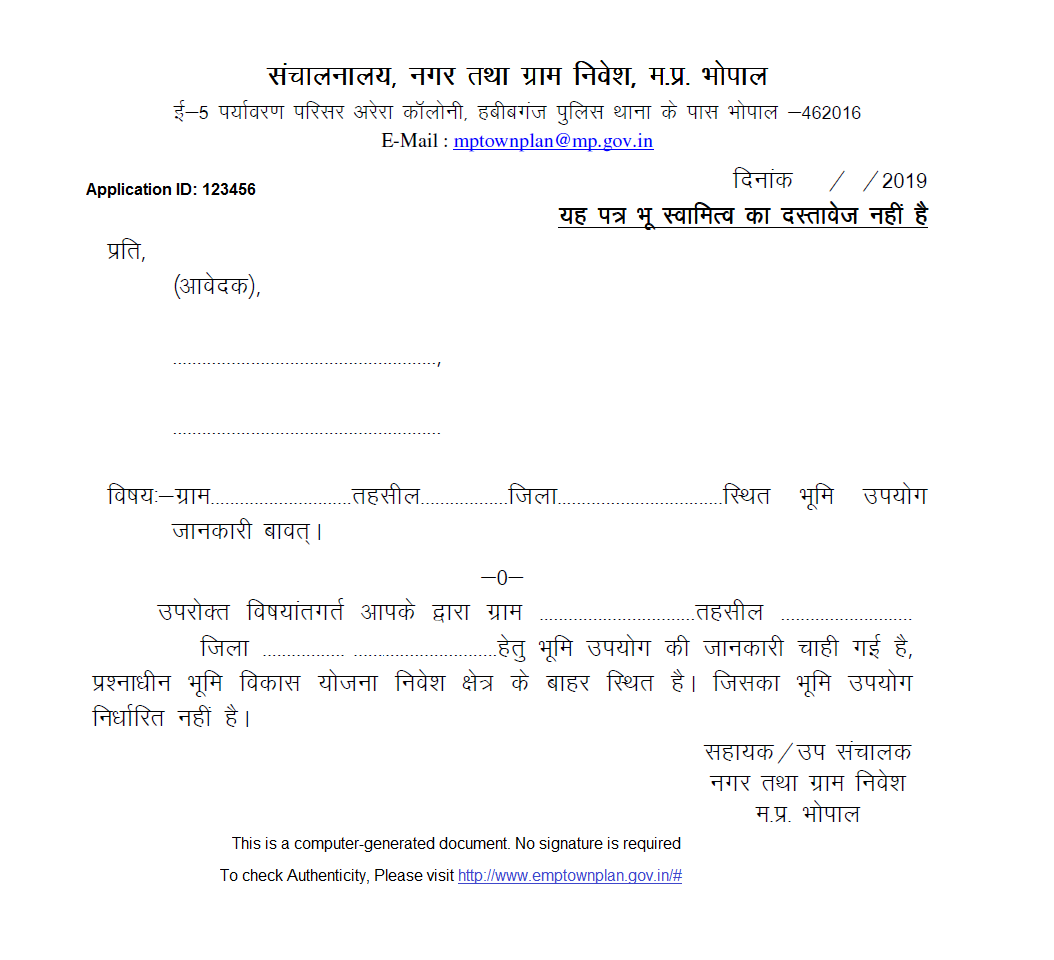 संचालनालय, नगर तथा ग्राम निवेश, म.प्र. भोपाल
ई–5 पर्यावरण परिसर अरेरा कॉलोनी, हबीबगंज पुलिस थाना के पास भोपाल –462016
E-Mail : mptownplan@mp.gov.in
दिनांक / / 2019
Application ID: 123456
यह पत्र भू स्वामित्व का दस्तावेज नहीं है
प्रति,
(आवेदक),
......................................................,
......................................................
विषय:–ग्राम.............................तहसील..................जिला..................................स्थित भूमि उपयोग
जानकारी बावत्।
–0–
उपरोक्त विषयांतगर्त आपके द्वारा ग्राम ................................तहसील ...........................
जिला ................. .............................हेतु भूमि उपयोग की जानकारी चाही गई है,
प्रश्नाधीन भूमि विकास योजना निवेश क्षेत्र के बाहर स्थित है। जिसका भूमि उपयोग
निर्धारित नहीं है।
सहायक/उप संचालक
नगर तथा ग्राम निवेश
म.प्र. भोपाल
This is a computer-generated document. No signature is required
To check Authenticity, Please visit http://www.emptownplan.gov.in/#